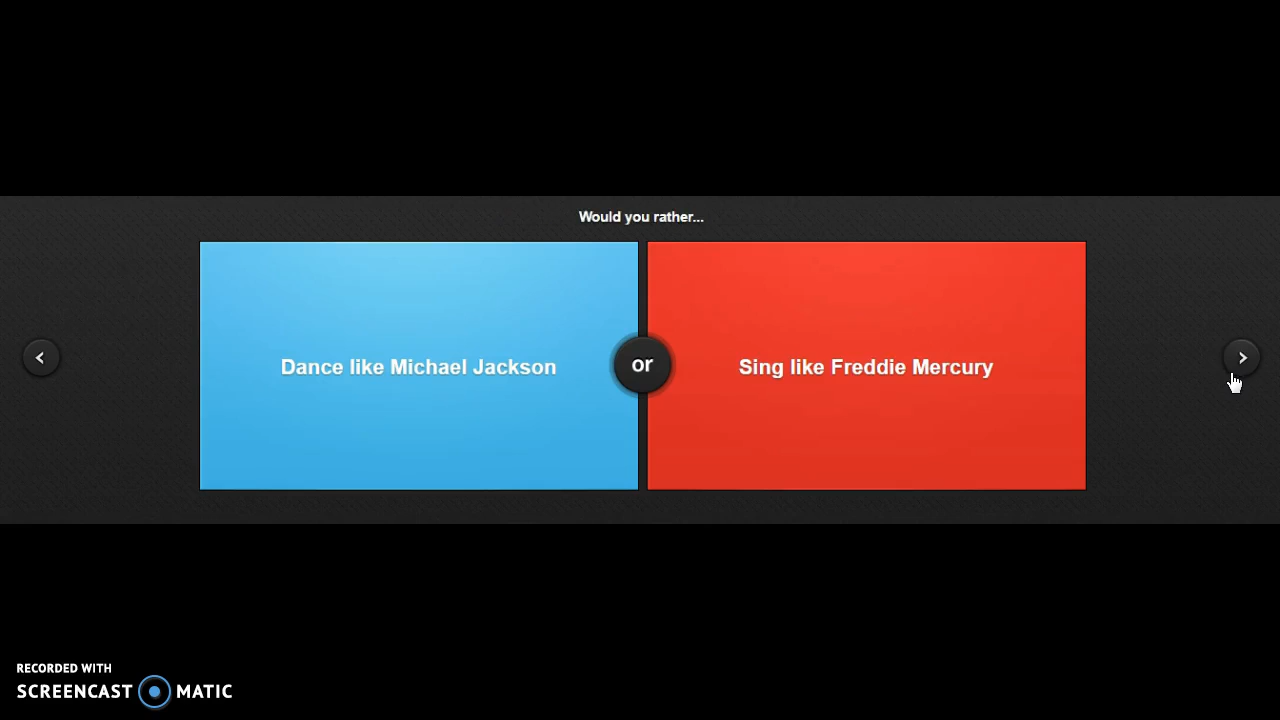 Would you rather...
Dance like Michael Jackson
or
Sing like Freddie Mercury
RECORDED WITH
SCREENCAST MATIC